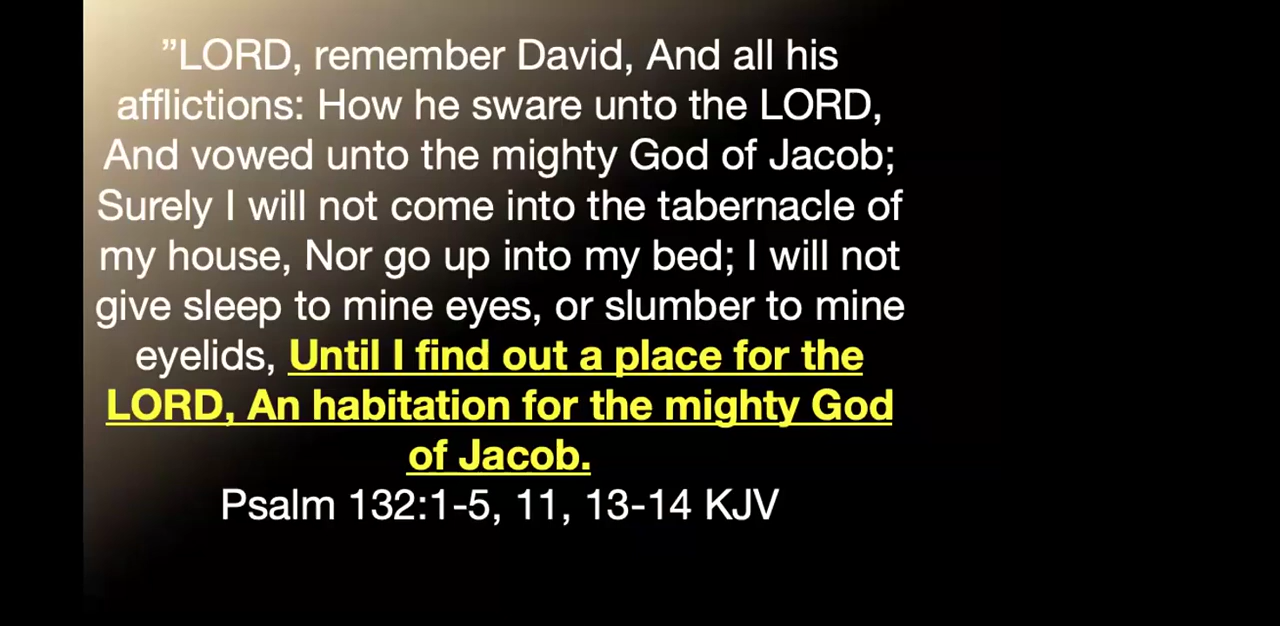 ”LORD, remember David, And all his
afflictions: How he sware unto the LORD,
And vowed unto the mighty God of Jacob;
Surely I will not come into the tabernacle of
my house, Nor go up into my bed; I will not
give sleep to mine eyes, or slumber to mine
eyelids, Until I find out a place for the
LORD, An habitation for the mighty God
of Jacob.
Psalm 132:1-5, 11, 13-14 KJV